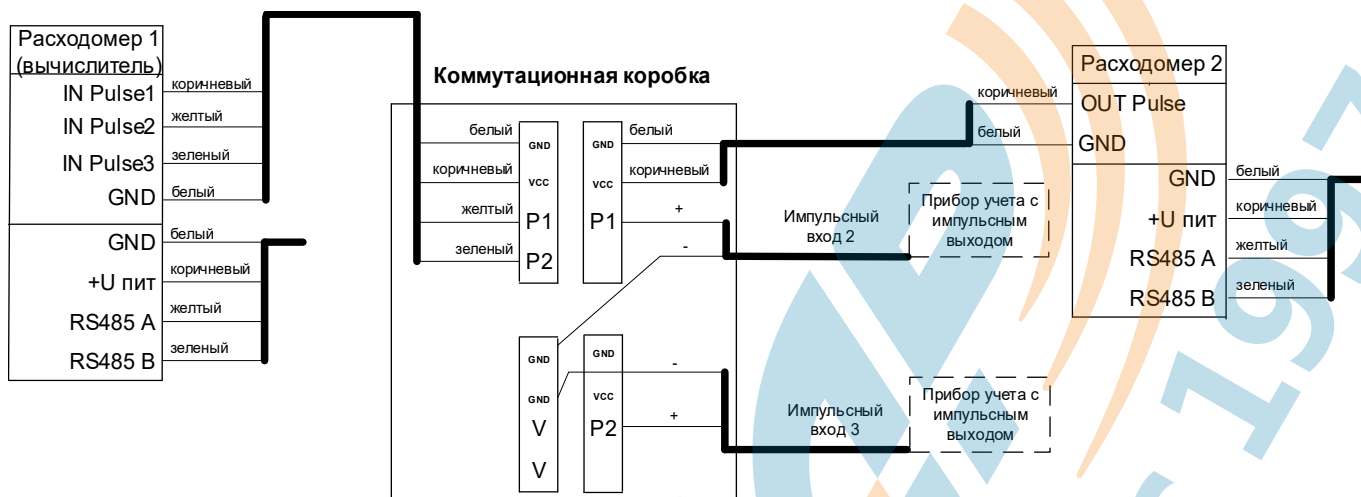 Расходомер 1
(вычислитель)
IN Pulse1
коричневый
IN Pulse2
желтый
IN Pulse3
зеленый
GND
белый
GND
белый
+U пит
коричневый
RS485 A
желтый
RS485 B
зеленый
Коммутационная коробка
белый
GND
коричневый
VCC
желтый
P1
зеленый
P2
GND
белый
VCC
коричневый
P1
+
-
GND
GND
V
V
GND
VCC
P2
-
+
Импульсный
вход 2
Прибор учета с
импульсным
выходом
Импульсный
вход 3
Прибор учета с
импульсным
выходом
Расходомер 2
коричневый
OUT Pulse
белый
GND
GND
белый
+U пит
коричневый
RS485 A
желтый
RS485 B
зеленый
1997